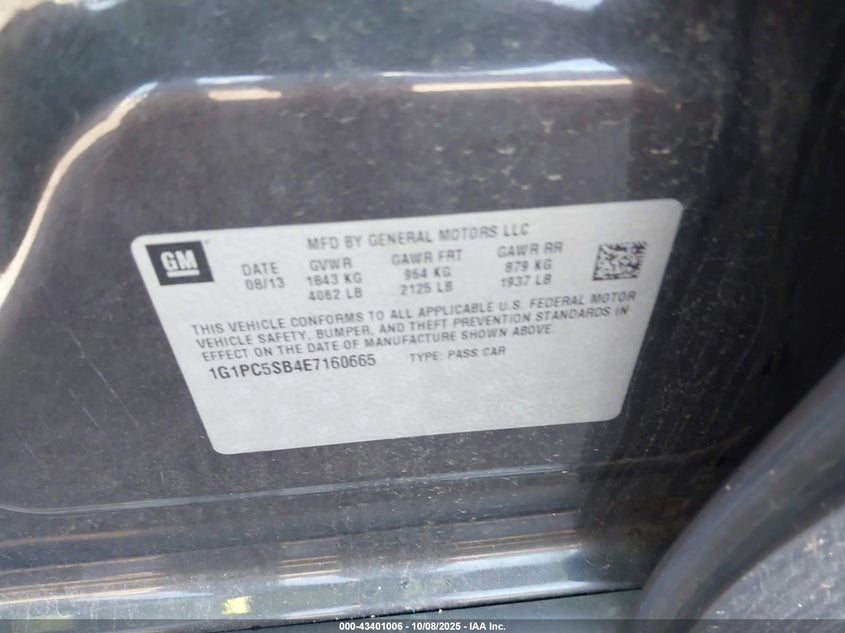 GM
MFD BY GENERAL MOTORS LLC
DATE GVWR GAWR FRT GAWR RR
08/13 1843 KG 964 KG 879 KG
4062 LB 2125 LB 1937 LB
THIS VEHICLE CONFORMS TO ALL APPLICABLE U.S. FEDERAL MOTOR
VEHICLE SAFETY, BUMPER, AND THEFT PREVENTION STANDARDS IN
EFFECT ON THE DATE OF MANUFACTURE SHOWN ABOVE.
1G1PC5SB4E7160665 TYPE: PASS CAR
000-43401006 - 10/08/2025 - IAA Inc.